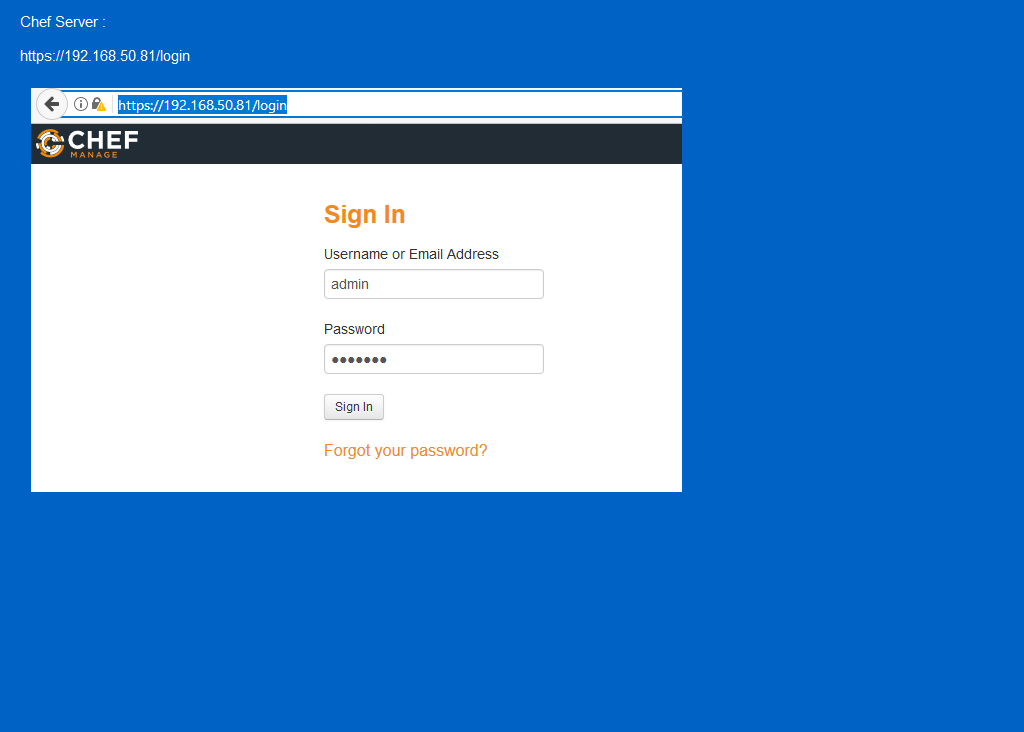 Chef Server :
https://192.168.50.81/login
https://192.168.50.81/login
CHEF
MANAGE
Sign In
Username or Email Address
admin
Password
●●●●●●●
Sign In
Forgot your password?